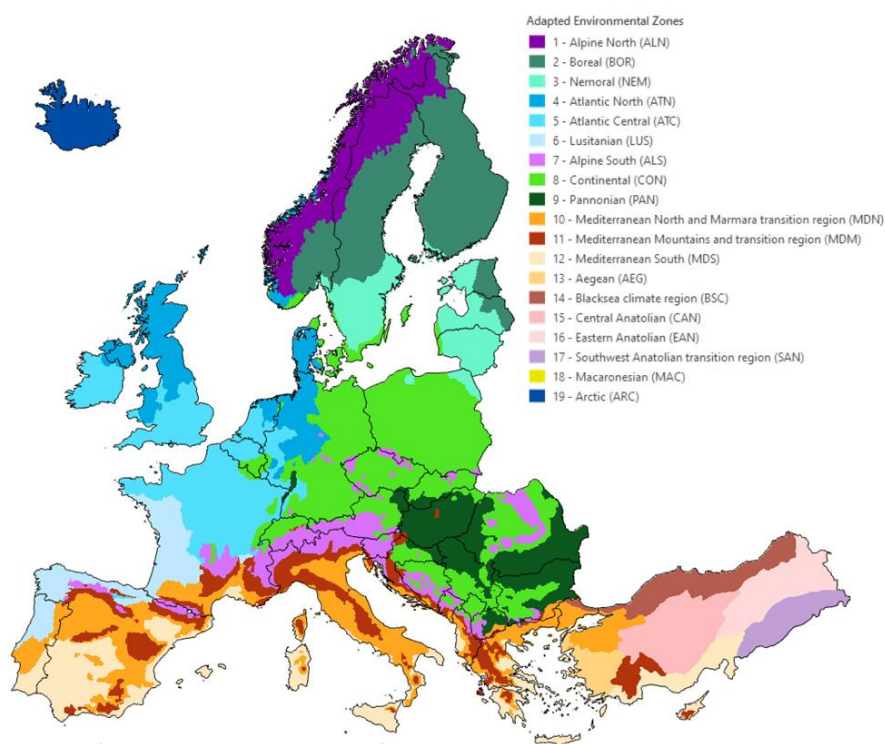 Adapted Environmental Zones
1 - Alpine North (ALN)
2 - Boreal (BOR)
3 - Nemoral (NEM)
4 - Atlantic North (ATN)
5 - Atlantic Central (ATC)
6 - Lusitanian (LUS)
7 - Alpine South (ALS)
8 - Continental (CON)
9 - Pannonian (PAN)
10 - Mediterranean North and Marmara transition region (MDN)
11 - Mediterranean Mountains and transition region (MDM)
12 - Mediterranean South (MDS)
13 - Aegean (AEG)
14 - Blacksea climate region (BSC)
15 - Central Anatolian (CAN)
16 - Eastern Anatolian (EAN)
17 - Southwest Anatolian transition region (SAN)
18 - Macaronesian (MAC)
19 - Arctic (ARC)